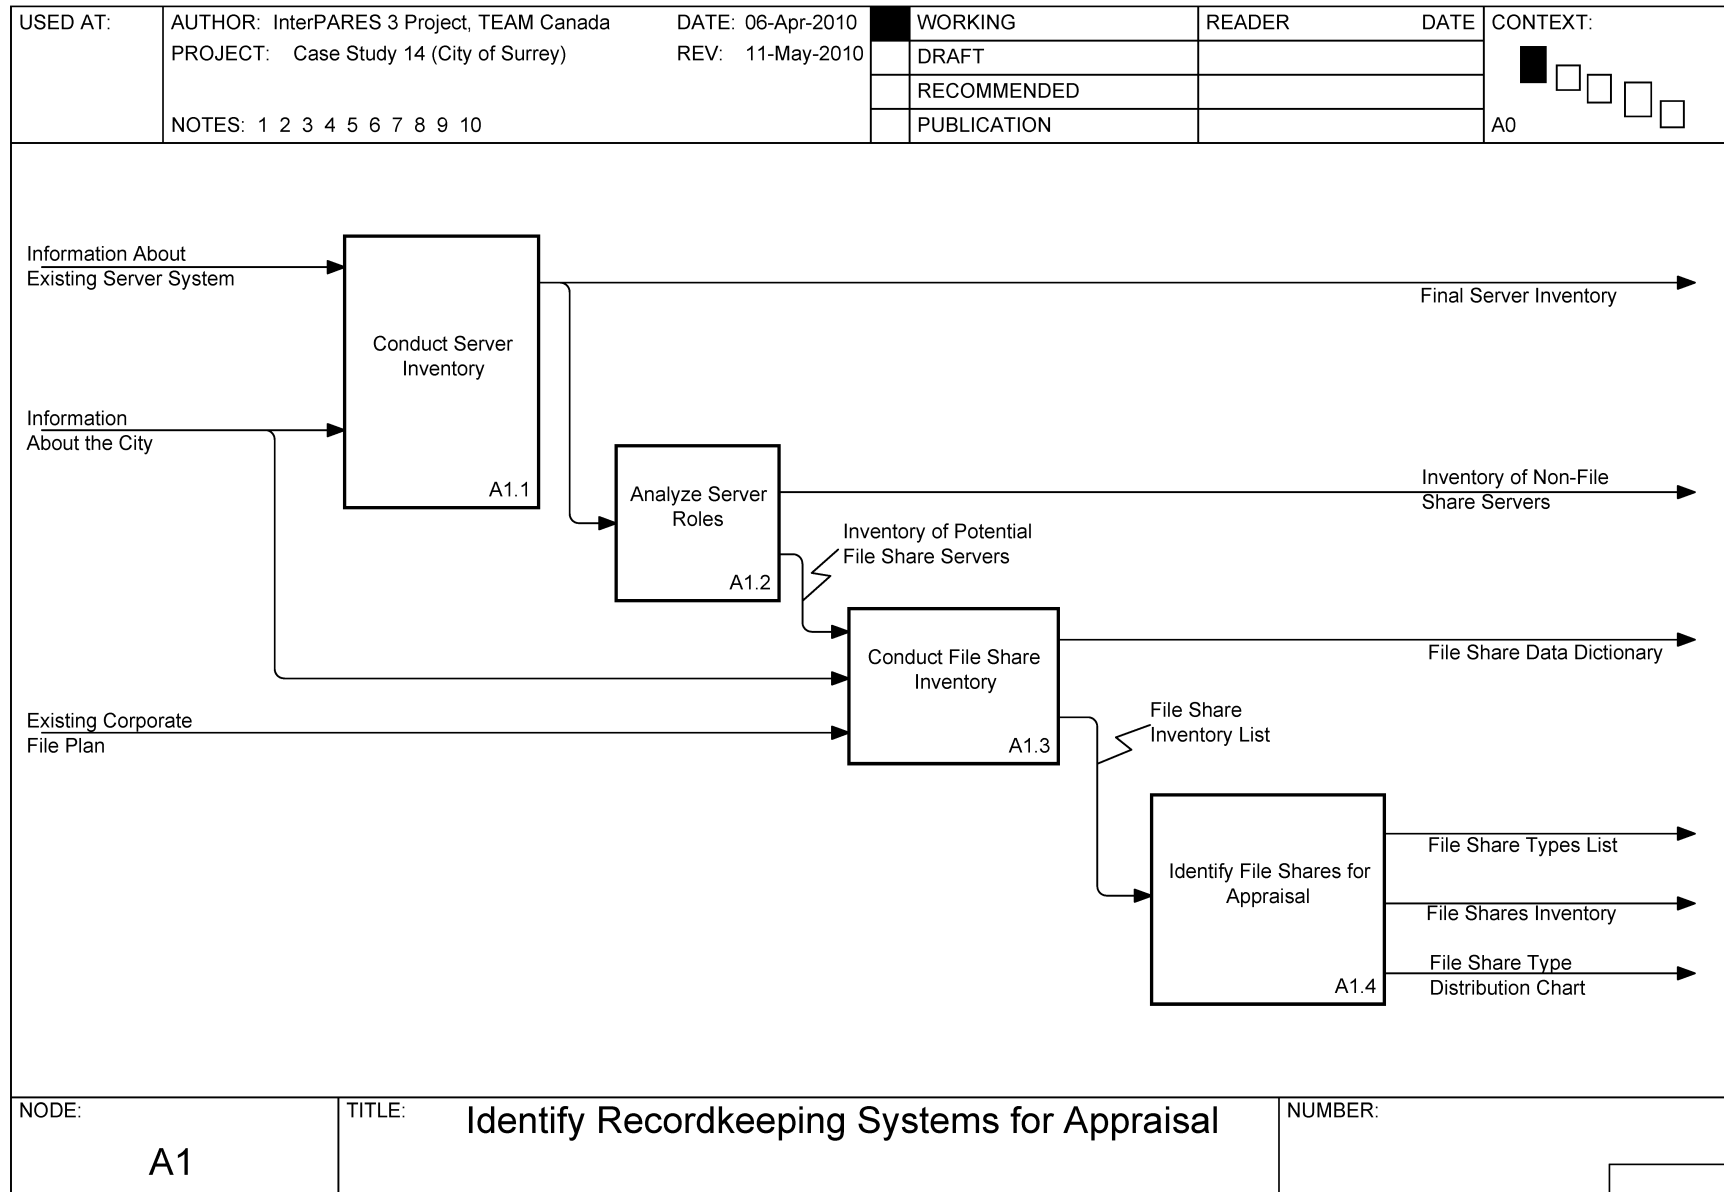 USED AT:
AUTHOR: InterPARES 3 Project, TEAM Canada
DATE: 06-Apr-2010
PROJECT: Case Study 14 (City of Surrey)
REV: 11-May-2010
NOTES: 1 2 3 4 5 6 7 8 9 10
WORKING
DRAFT
RECOMMENDED
PUBLICATION
READER DATE
CONTEXT:
A0
Information About
Existing Server System
Conduct Server
Inventory
A1.1
Final Server Inventory
Information
About the City
Analyze Server
Roles
A1.2
Inventory of Non-File
Share Servers
Inventory of Potential
File Share Servers
Conduct File Share
Inventory
A1.3
File Share Data Dictionary
Existing Corporate
File Plan
File Share
Inventory List
Identify File Shares for
Appraisal
A1.4
File Share Types List
File Shares Inventory
File Share Type
Distribution Chart
NODE:
A1
TITLE:
Identify Recordkeeping Systems for Appraisal
NUMBER: